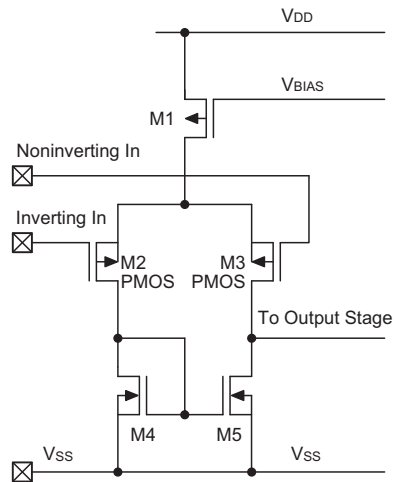 VDD
VBIAS
M1
Noninverting In
Inverting In
M2
PMOS
M3
PMOS
To Output Stage
M4
M5
VSS
VSS